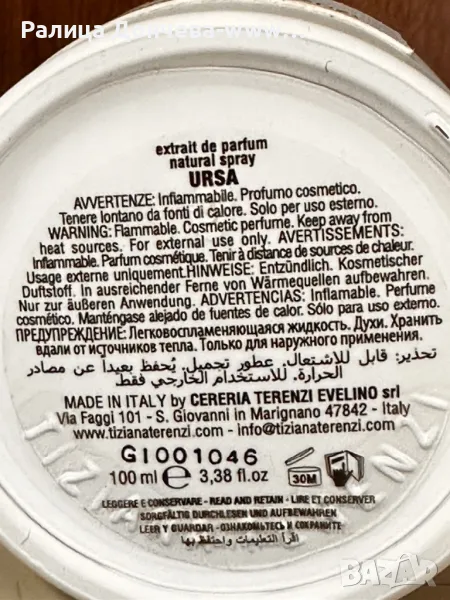 Ралица Дончева-www.
extrait de parfum
natural spray
URSA
AVVERTENZE: Infiammabile. Profumo cosmetico.
Tenere lontano da fonti di calore. Solo per uso esterno.
WARNING: Flammable. Cosmetic perfume. Keep away from
heat sources. For external use only. AVERTISSEMENTS:
Inflammable. Parfum cosmétique. Tenir à distance de sources de chaleur.
Usage externe uniquement.HINWEISE: Entzündlich. Kosmetischer
Duftstoff. In ausreichender Ferne von Wärmequellen aufbewahren.
Nur zur äußeren Anwendung. ADVERTENCIAS: Inflamable. Perfume
cosmético. Manténgase alejado de fuentes de calor. Sólo para uso externo.
ПРЕДУПРЕЖДЕНИЕ: Легковоспламеняющаяся жидкость. Духи. Хранить
вдали от источников тепла. Только для наружного применения.
تحذير: قابل للاشتعال. عطور تجميل. يُحفظ بعيداً عن مصادر
الحرارة. للاستخدام الخارجي فقط.
MADE IN ITALY by CERERIA TERENZI EVELINO srl
Via Faggi 101 - S. Giovanni in Marignano 47842 - Italy
www.tizianaterenzi.com - info@tizianaterenzi.com
GI001046
100 ml e 3,38 fl.oz 30M
LEGGERE E CONSERVARE - READ AND RETAIN - LIRE ET CONSERVER
SORGFÄLTIG DURCHLESEN UND AUFBEWAHREN
LEER Y GUARDAR - ОЗНАКОМЬТЕСЬ И СОХРАНИТЕ
اقرأ التعليمات واحتفظ بها
BAZAR